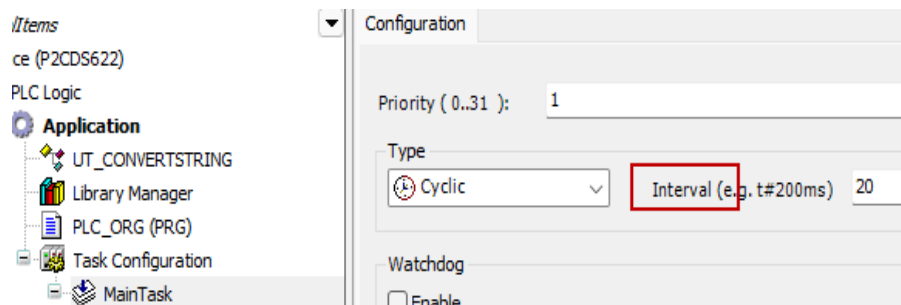 Items
ce (P2CDS622)
PLC Logic
Application
UT_CONVERTSTRING
Library Manager
PLC_ORG (PRG)
Task Configuration
MainTask
Configuration
Priority ( 0..31 ):
1
Type
Cyclic
Interval (e.g. t#200ms)
20
Watchdog
Enable